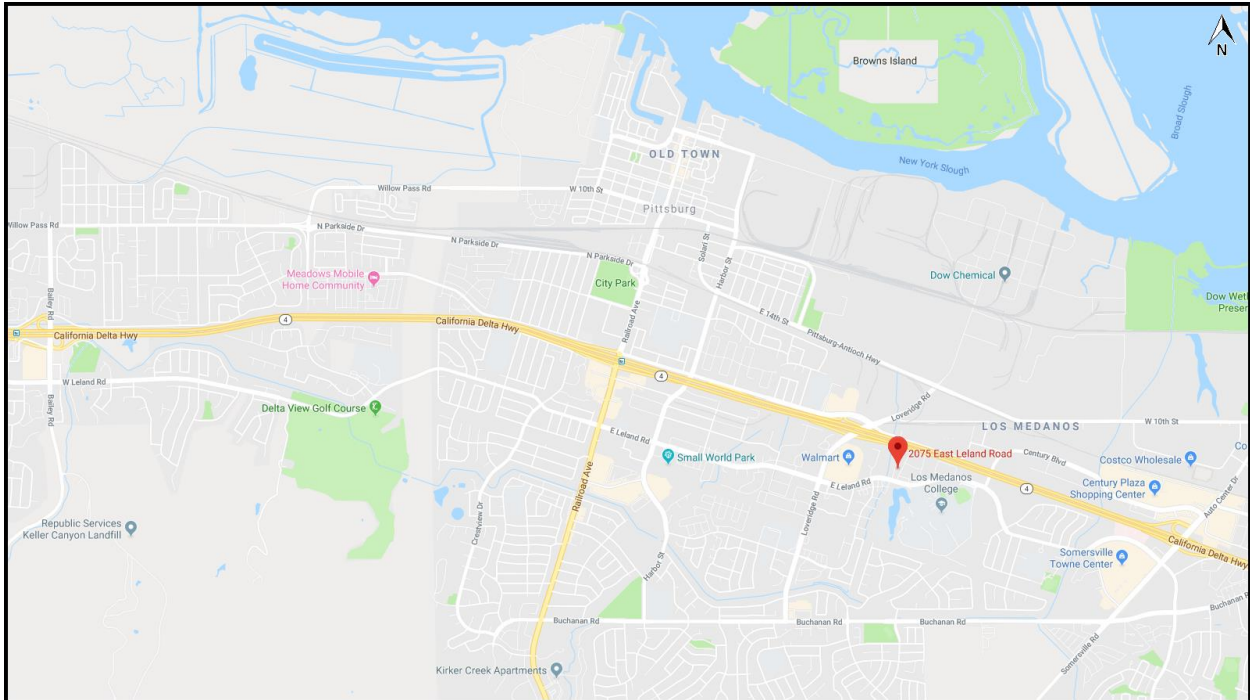 N
Browns Island
Broad Slough
OLD TOWN
New York Slough
Willow Pass Rd
W 10th St
Pittsburg
Willow Pass Rd
N Parkside Dr
N Parkside Dr
N Parkside Dr
Solari St
Harbor St
Meadows Mobile
Home Community
City Park
Dow Chemical
Dow Wetl
Preser
Bailey Rd
Railroad Ave
E 14th St
California Delta Hwy
4
California Delta Hwy
Pittsburg-Antioch Hwy
4
W Leland Rd
Bailey Rd
Delta View Golf Course
Loveridge Rd
E Leland Rd
LOS MEDANOS
W 10th St
Small World Park
Walmart
2075 East Leland Road
Century Blvd
Costco Wholesale
Co
E Leland Rd
Los Medanos
College
4
Century Plaza
Shopping Center
Auto Center Dr
Railroad Ave
Crestview Dr
Loveridge Rd
Republic Services
Keller Canyon Landfill
California Delta Hwy
Somersville
Towne Center
Harbor St
Buchanan Rd
Buchanan Rd
Buchanan Rd
Buchanan R
Somersville Rd
Kirker Creek Apartments